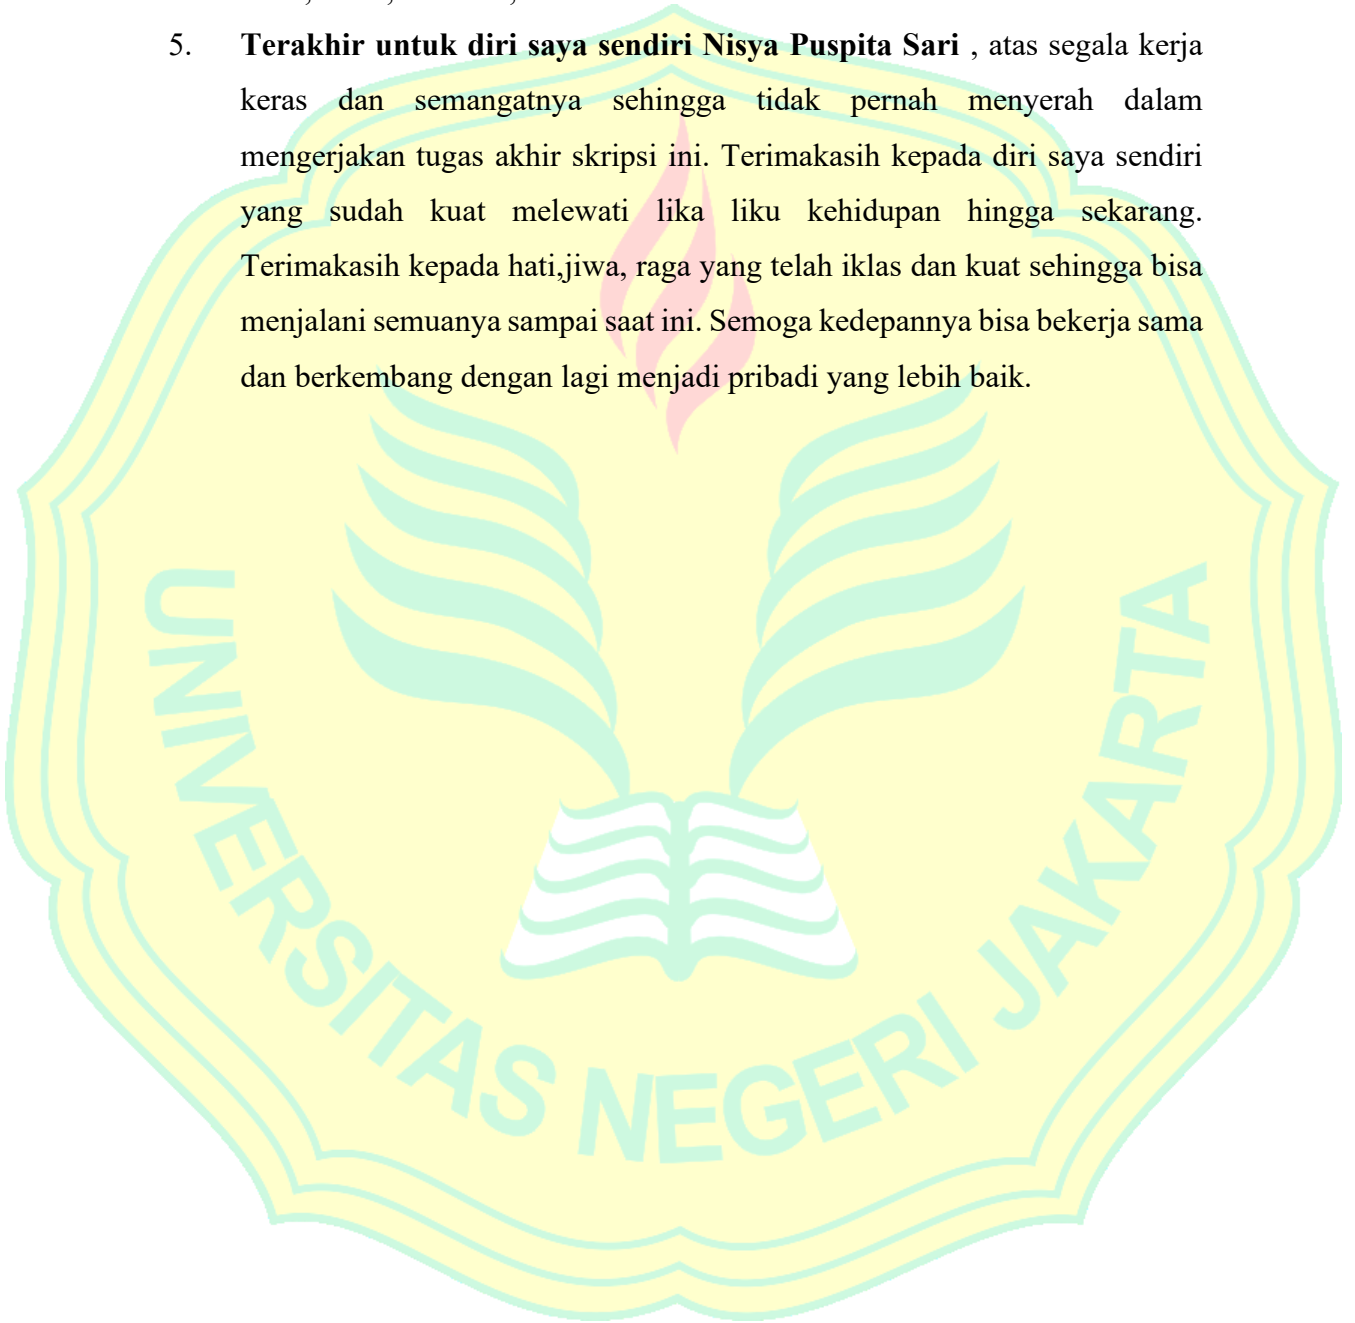 5. Terakhir untuk diri saya sendiri Nisya Puspita Sari , atas segala kerja
keras dan semangatnya sehingga tidak pernah menyerah dalam
mengerjakan tugas akhir skripsi ini. Terimakasih kepada diri saya sendiri
yang sudah kuat melewati lika liku kehidupan hingga sekarang.
Terimakasih kepada hati,jiwa, raga yang telah iklas dan kuat sehingga bisa
menjalani semuanya sampai saat ini. Semoga kedepannya bisa bekerja sama
dan berkembang dengan lagi menjadi pribadi yang lebih baik.
UNIVERSITAS NEGERI JAKARTA